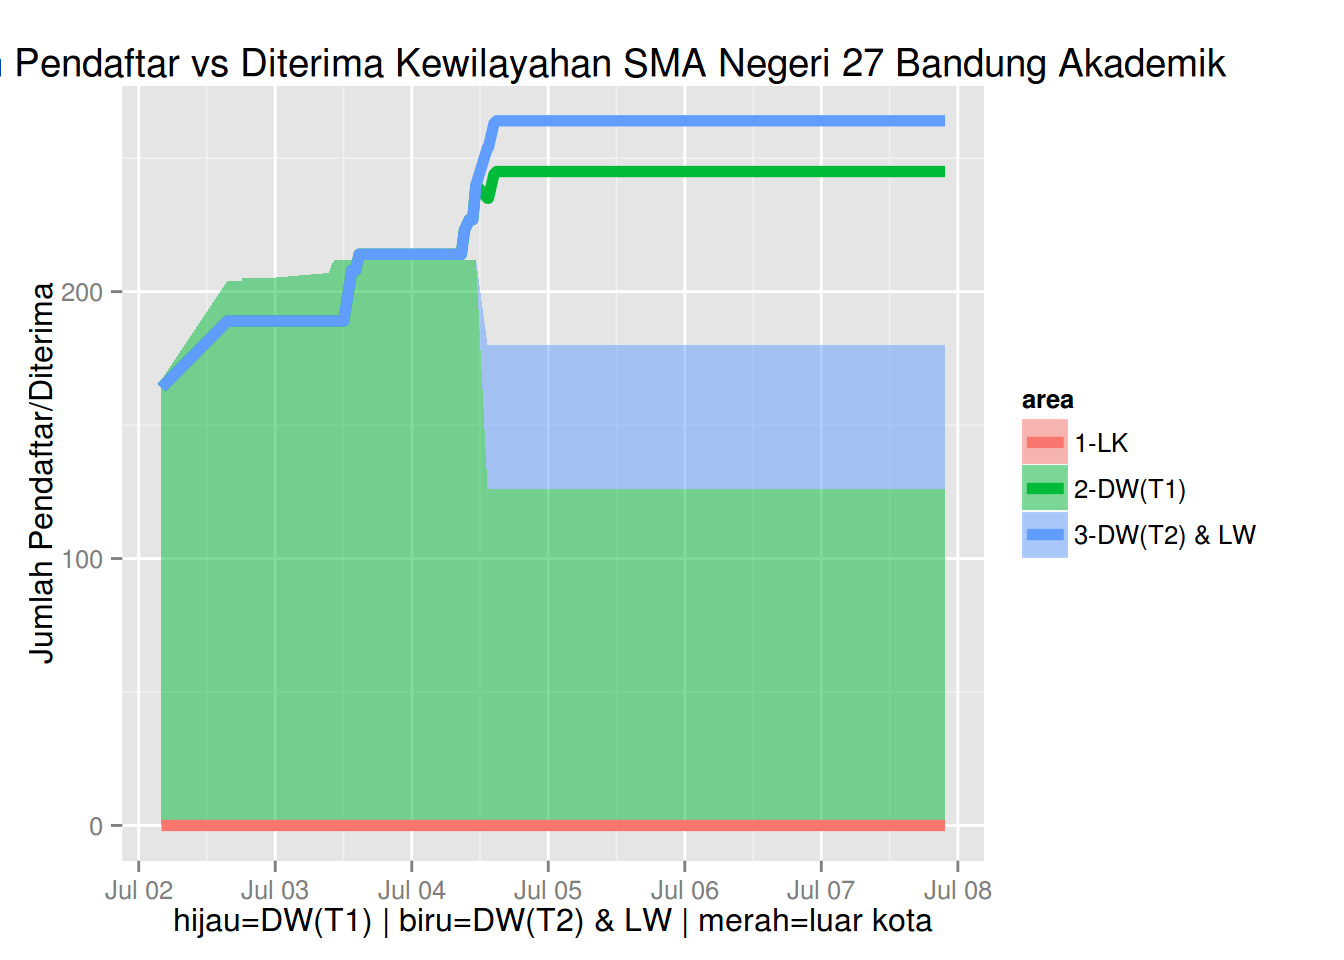 Pendaftar vs Diterima Kewilayahan SMA Negeri 27 Bandung Akademik
Jumlah Pendaftar/Diterima
200
100
0
Jul 02
Jul 03
Jul 04
Jul 05
Jul 06
Jul 07
Jul 08
hijau=DW(T1) | biru=DW(T2) & LW | merah=luar kota
area
1-LK
2-DW(T1)
3-DW(T2) & LW